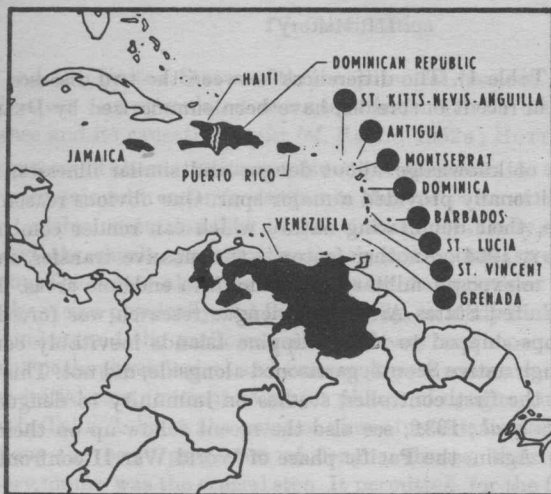 DOMINICAN REPUBLIC
HAITI
ST. KITTS-NEVIS-ANGUILLA
ANTIGUA
JAMAICA
MONTSERRAT
PUERTO RICO
DOMINICA
BARBADOS
VENEZUELA
ST. LUCIA
ST. VINCENT
GRENADA